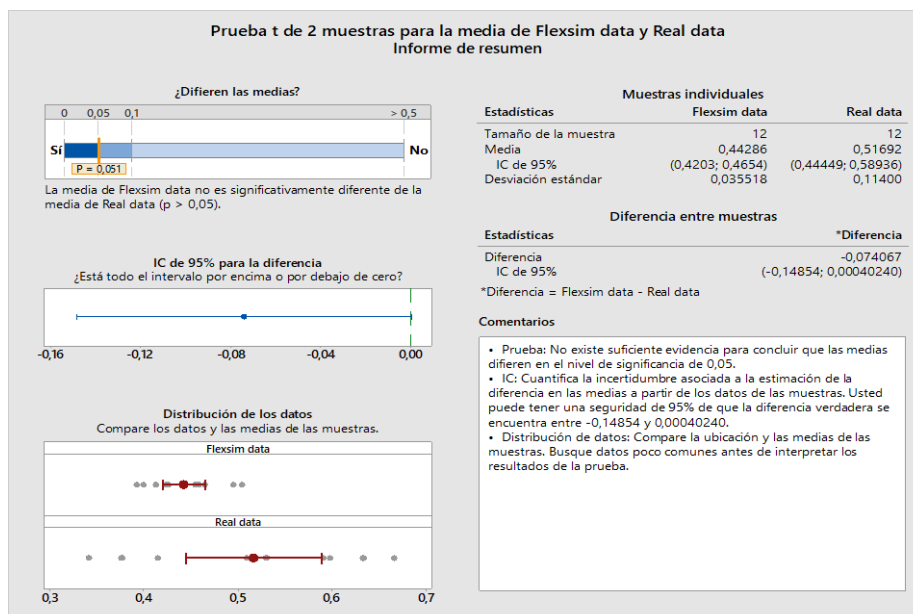 Prueba t de 2 muestras para la media de Flexsim data y Real data
Informe de resumen
¿Difieren las medias?
0 0,05 0,1 > 0,5
Sí No
P = 0,051
La media de Flexsim data no es significativamente diferente de la
media de Real data (p > 0,05).
IC de 95% para la diferencia
¿Está todo el intervalo por encima o por debajo de cero?
-0,16 -0,12 -0,08 -0,04 0,00
Distribución de los datos
Compare los datos y las medias de las muestras.
Flexsim data
Real data
0,3 0,4 0,5 0,6 0,7
Muestras individuales
Estadísticas Flexsim data Real data
Tamaño de la muestra 12 12
Media 0,44286 0,51692
IC de 95% (0,4203; 0,4654) (0,44449; 0,58936)
Desviación estándar 0,035518 0,11400
Diferencia entre muestras
Estadísticas *Diferencia
Diferencia -0,074067
IC de 95% (-0,14854; 0,00040240)
*Diferencia = Flexsim data - Real data
Comentarios
• Prueba: No existe suficiente evidencia para concluir que las medias
difieren en el nivel de significancia de 0,05.
• IC: Cuantifica la incertidumbre asociada a la estimación de la
diferencia en las medias a partir de los datos de las muestras. Usted
puede tener una seguridad de 95% de que la diferencia verdadera se
encuentra entre -0,14854 y 0,00040240.
• Distribución de datos: Compare la ubicación y las medias de las
muestras. Busque datos poco comunes antes de interpretar los
resultados de la prueba.